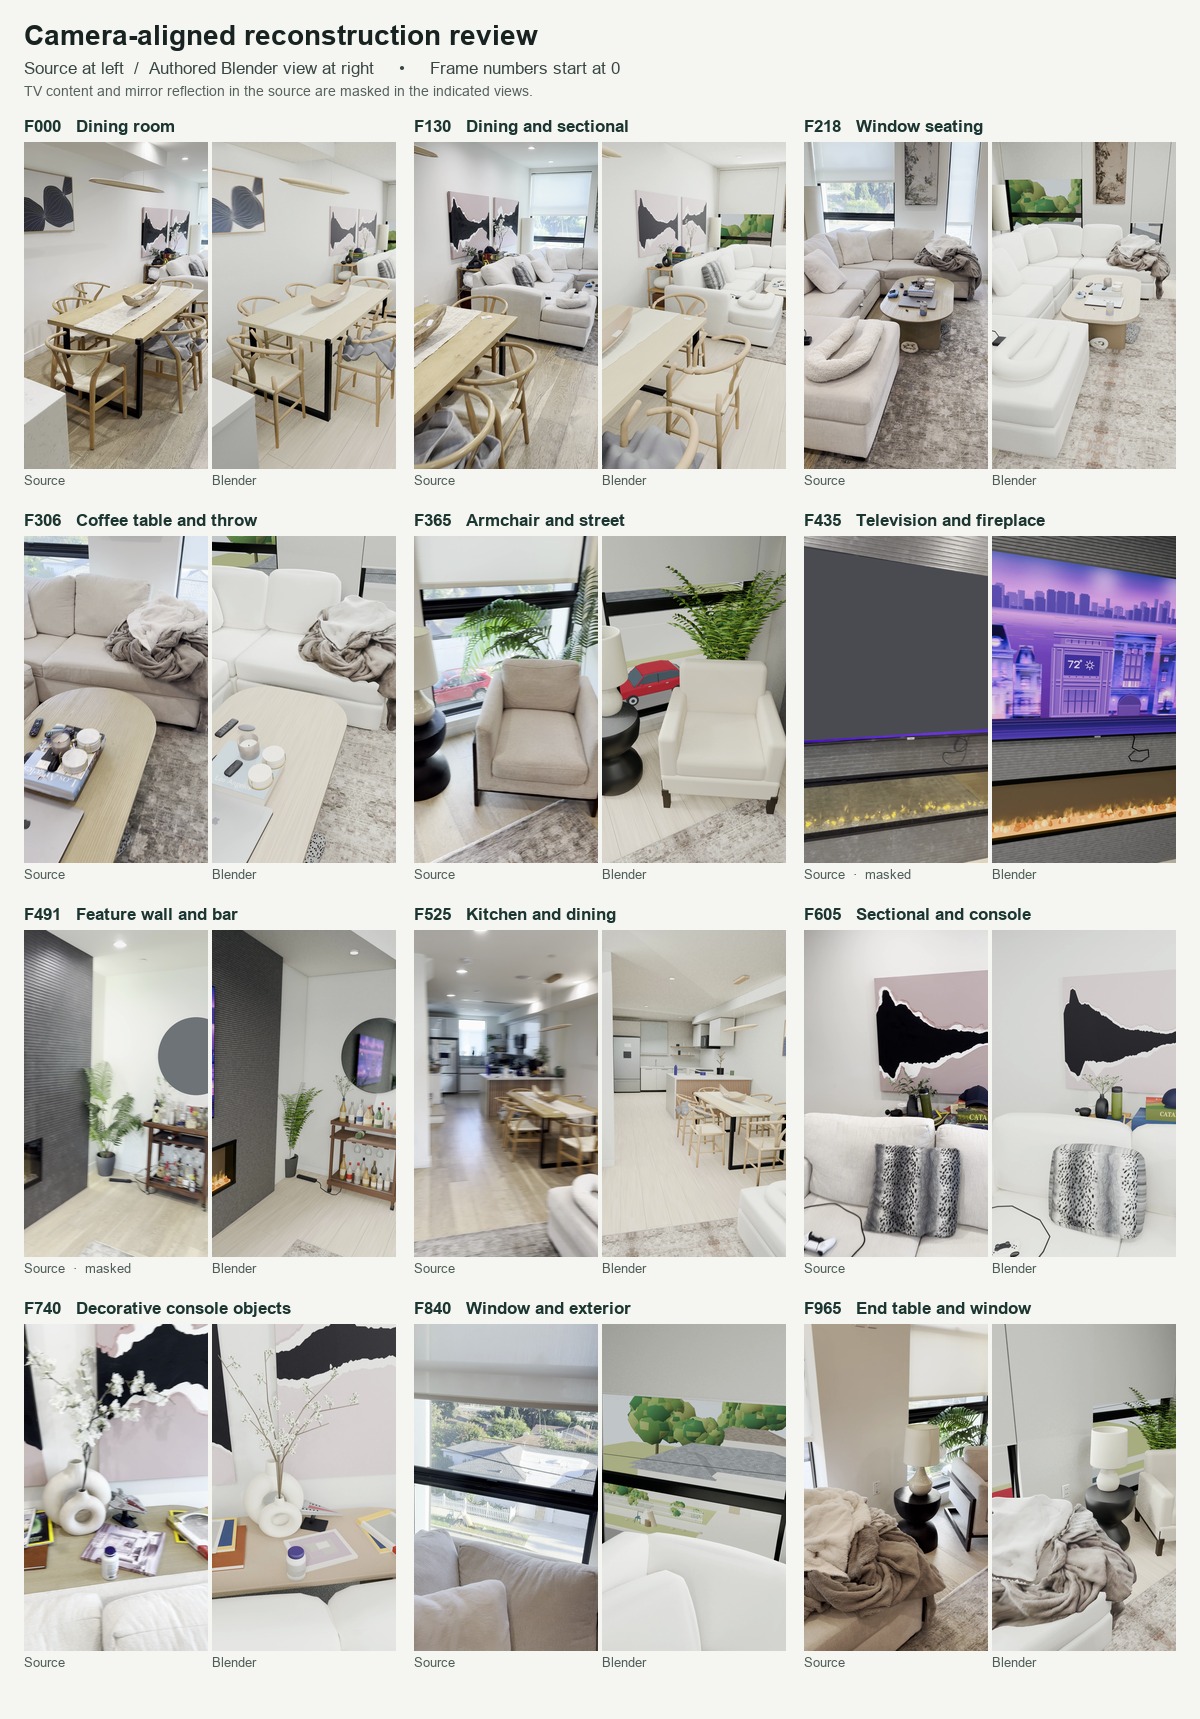 Camera-aligned reconstruction review
Source at left / Authored Blender view at right • Frame numbers start at 0
TV content and mirror reflection in the source are masked in the indicated views.
F000 Dining room
F130 Dining and sectional
F218 Window seating
Source
Blender
Source
Blender
Source
Blender
F306 Coffee table and throw
F365 Armchair and street
F435 Television and fireplace
72°
Source
Blender
Source
Blender
Source · masked
Blender
F491 Feature wall and bar
F525 Kitchen and dining
F605 Sectional and console
CATA
CATA
Source · masked
Blender
Source
Blender
Source
Blender
F740 Decorative console objects
F840 Window and exterior
F965 End table and window
Source
Blender
Source
Blender
Source
Blender